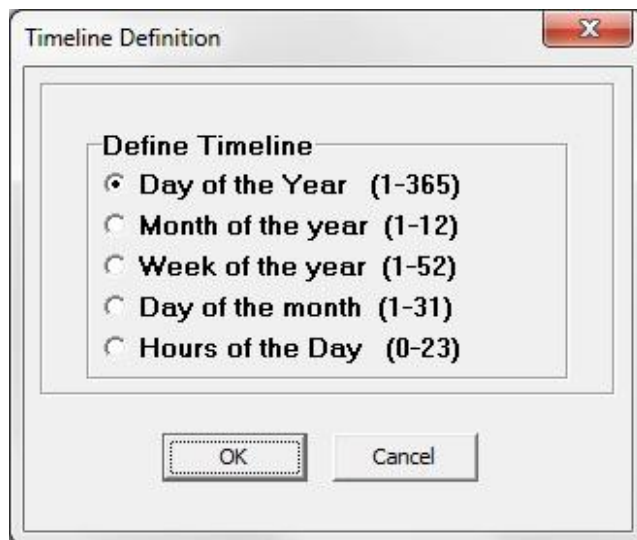 Timeline Definition
Define Timeline
Day of the Year (1-365)
Month of the year (1-12)
Week of the year (1-52)
Day of the month (1-31)
Hours of the Day (0-23)
OK
Cancel